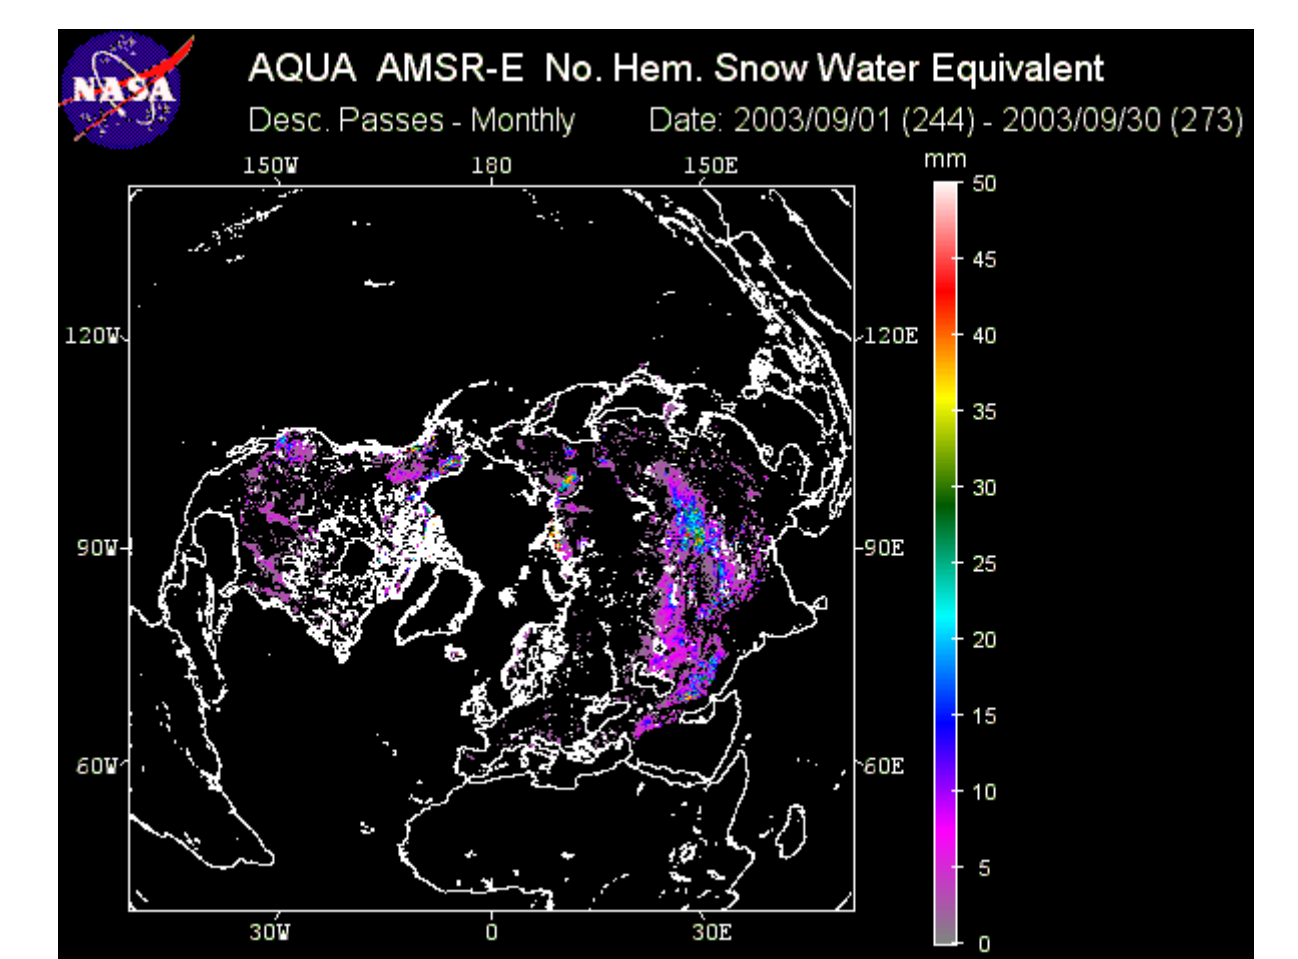 NASA
AQUA AMSR-E No. Hem. Snow Water Equivalent
Desc. Passes - Monthly Date: 2003/09/01 (244) - 2003/09/30 (273)
mm
150W 180 150E
50
45
120W 120E 40
35
30
90W 90E 25
20
15
60W 60E
10
5
30W 0 30E 0